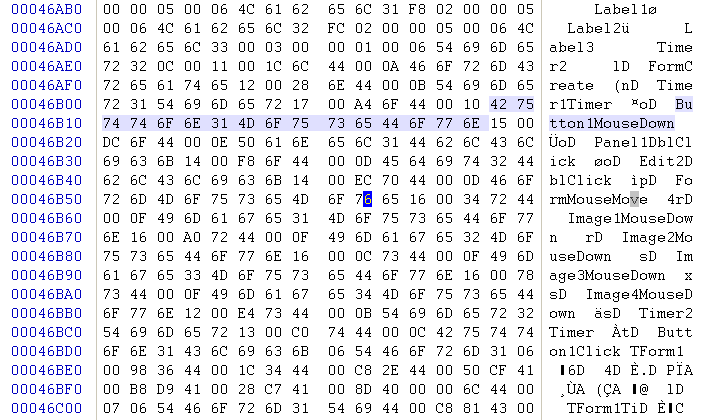 00046AB0 00 00 05 00 06 4C 61 62 65 6C 31 F8 02 00 00 05 Label1ø
00046AC0 00 06 4C 61 62 65 6C 32 FC 02 00 00 05 00 06 4C Label2ü L
00046AD0 61 62 65 6C 33 00 03 00 00 01 00 06 54 69 6D 65 abel3 Time
00046AE0 72 32 0C 00 11 00 1C 6C 44 00 0A 46 6F 72 6D 43 r2 lD FormC
00046AF0 72 65 61 74 65 12 00 28 6E 44 00 0B 54 69 6D 65 reate (nD Time
00046B00 72 31 54 69 6D 65 72 17 00 A4 6F 44 00 10 42 75 r1Timer ¤oD Bu
00046B10 74 74 6F 6E 31 4D 6F 75 73 65 44 6F 77 6E 15 00 tton1MouseDown
00046B20 DC 6F 44 00 0E 50 61 6E 65 6C 31 44 62 6C 43 6C ÜoD Panel1DblCl
00046B30 69 63 6B 14 00 F8 6F 44 00 0D 45 64 69 74 32 44 ick øoD Edit2D
00046B40 62 6C 43 6C 69 63 6B 14 00 EC 70 44 00 0D 46 6F blClick ìpD Fo
00046B50 72 6D 4D 6F 75 73 65 4D 6F 76 65 16 00 34 72 44 rmMouseMove 4rD
00046B60 00 0F 49 6D 61 67 65 31 4D 6F 75 73 65 44 6F 77 Image1MouseDow
00046B70 6E 16 00 A0 72 44 00 0F 49 6D 61 67 65 32 4D 6F n rD Image2Mo
00046B80 75 73 65 44 6F 77 6E 16 00 0C 73 44 00 0F 49 6D useDown sD Im
00046B90 61 67 65 33 4D 6F 75 73 65 44 6F 77 6E 16 00 78 age3MouseDown x
00046BA0 73 44 00 0F 49 6D 61 67 65 34 4D 6F 75 73 65 44 sD Image4MouseD
00046BB0 6F 77 6E 12 00 E4 73 44 00 0B 54 69 6D 65 72 32 own äsD Timer2
00046BC0 54 69 6D 65 72 13 00 C0 74 44 00 0C 42 75 74 74 Timer ÀtD Butt
00046BD0 6F 6E 31 43 6C 69 63 6B 06 54 46 6F 72 6D 31 06 on1Click TForm1
00046BE0 00 98 36 44 00 1C 34 44 00 C8 2E 44 00 50 CF 41 6D 4D È.D PÏA
00046BF0 00 B8 D9 41 00 28 C7 41 00 8D 40 00 00 6C 44 00 ¸ÙA (ÇA @ lD
00046C00 07 06 54 46 6F 72 6D 31 54 69 44 00 C8 81 43 00 TForm1TiD È C